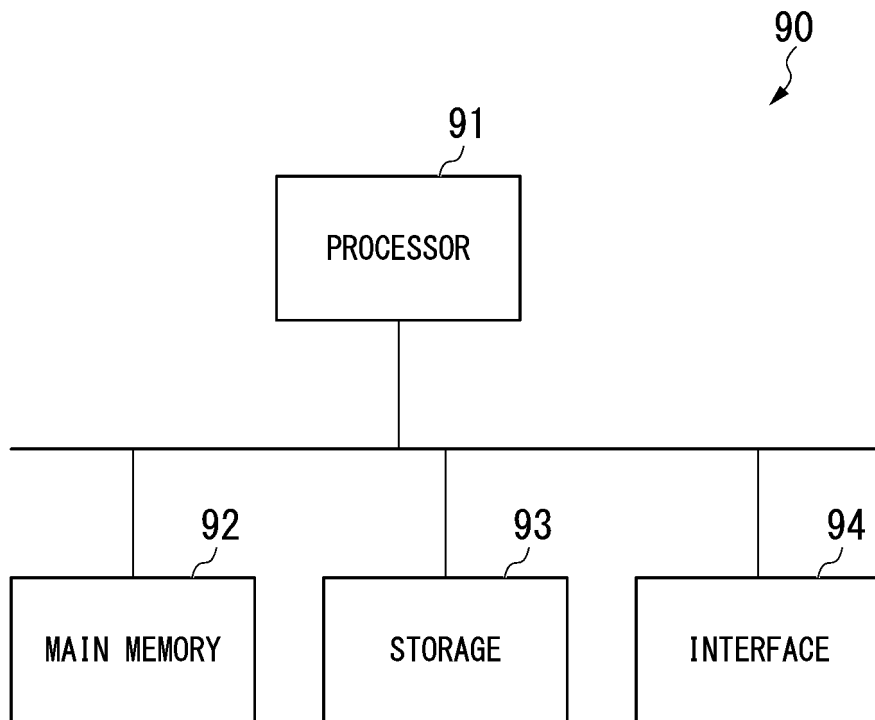 90
91
PROCESSOR
92
93
94
MAIN MEMORY
STORAGE
INTERFACE